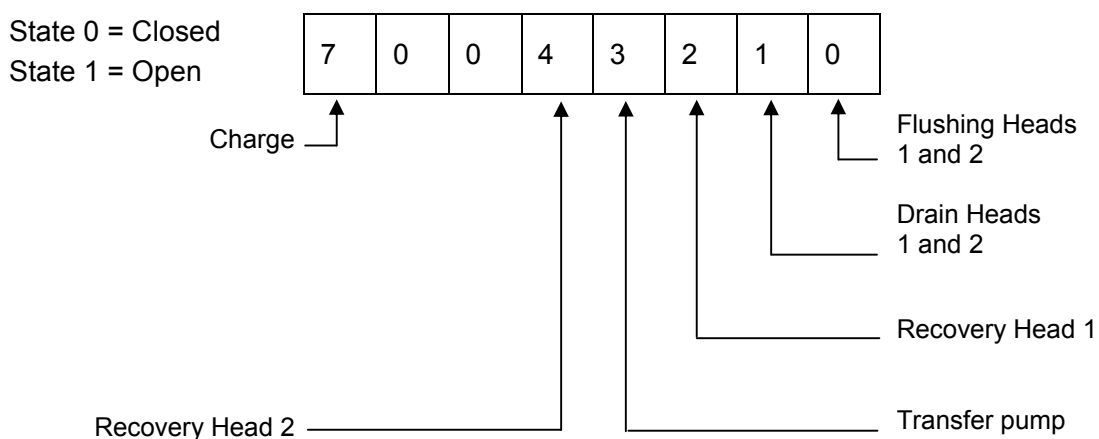 State 0 = Closed
State 1 = Open
7 0 0 4 3 2 1 0
Charge
Flushing Heads
1 and 2
Drain Heads
1 and 2
Recovery Head 1
Recovery Head 2
Transfer pump